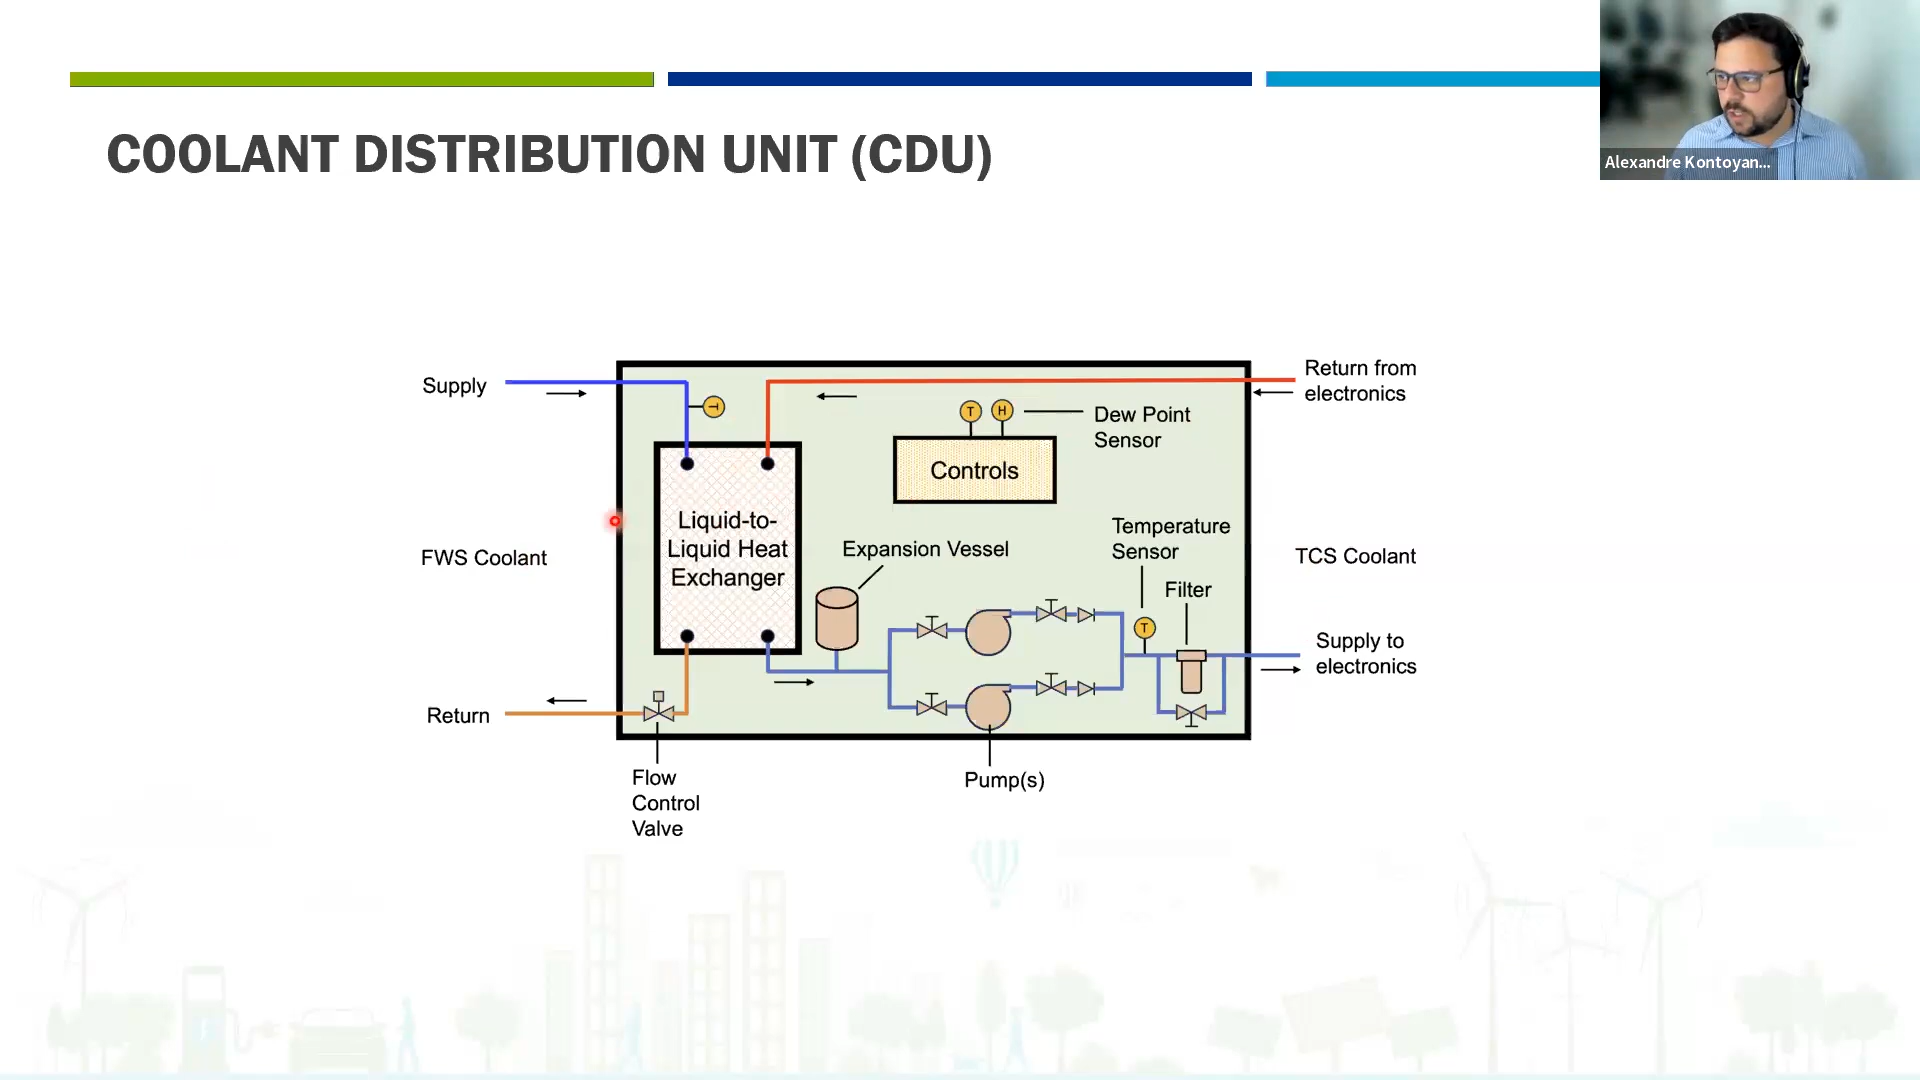 Alexandre Kontoyan...
COOLANT DISTRIBUTION UNIT (CDU)
Supply
Return from
electronics
T
T
H
Dew Point
Sensor
Controls
Liquid-to-
Liquid Heat
Exchanger
Expansion Vessel
Temperature
Sensor
FWS Coolant
TCS Coolant
Filter
T
Supply to
electronics
Return
Flow
Control
Valve
Pump(s)